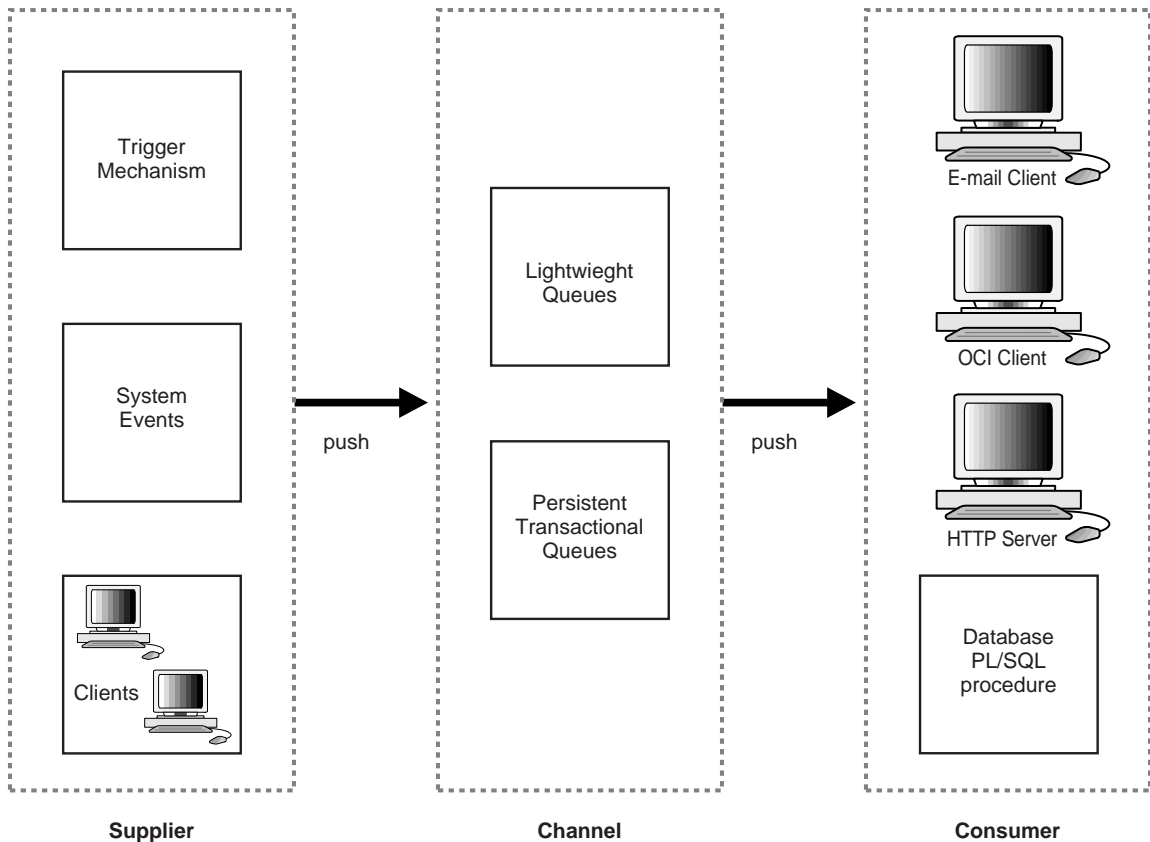 Trigger
Mechanism
System
Events
Clients
Supplier
push
Lightwieght
Queues
Persistent
Transactional
Queues
Channel
push
E-mail Client
OCI Client
HTTP Server
Database
PL/SQL
procedure
Consumer